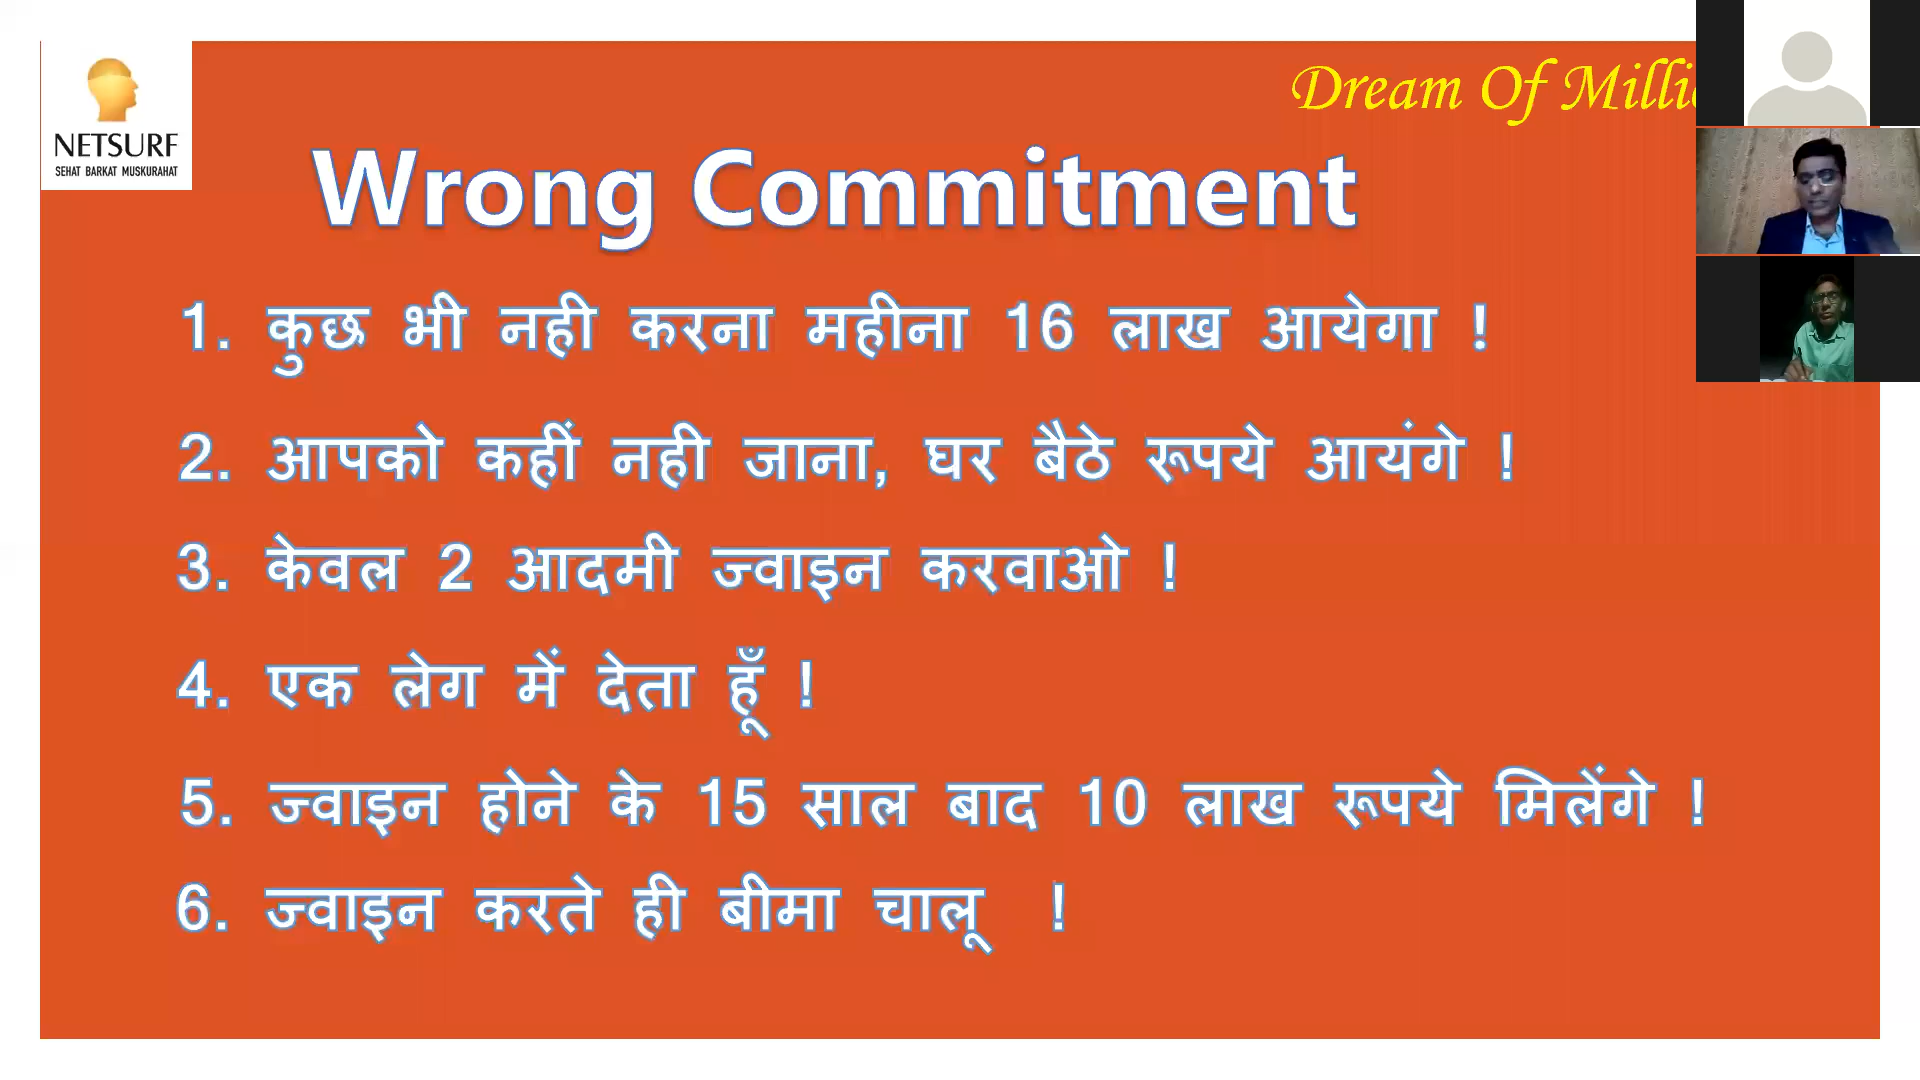 NETSURF
SEHAT BARKAT MUSKURAHAT
Dream Of
Wrong Commitment
1. कुछ भी नही करना महीना 16 लाख आयेगा !
2. आपको कहीं नही जाना, घर बैठे रूपये आयंगे !
3. केवल 2 आदमी ज्वाइन करवाओ !
4. एक लेग में देता हूँ !
5. ज्वाइन होने के 15 साल बाद 10 लाख रूपये मिलेंगे !
6. ज्वाइन करते ही बीमा चालू !